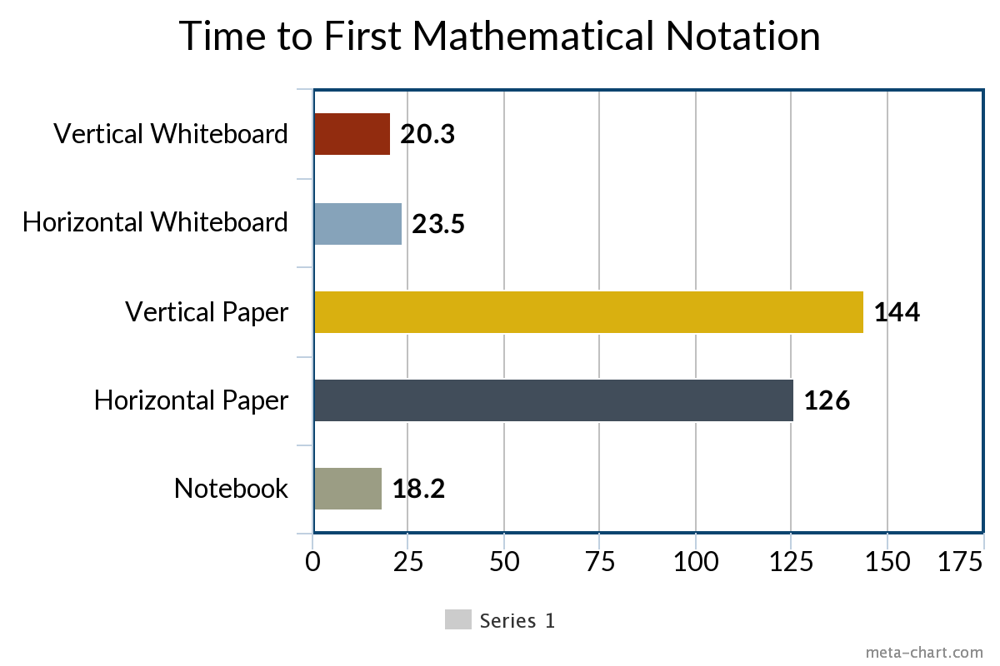 Time to First Mathematical Notation
Vertical Whiteboard 20.3
Horizontal Whiteboard 23.5
Vertical Paper 144
Horizontal Paper 126
Notebook 18.2
0 25 50 75 100 125 150 175
Series 1
meta-chart.com